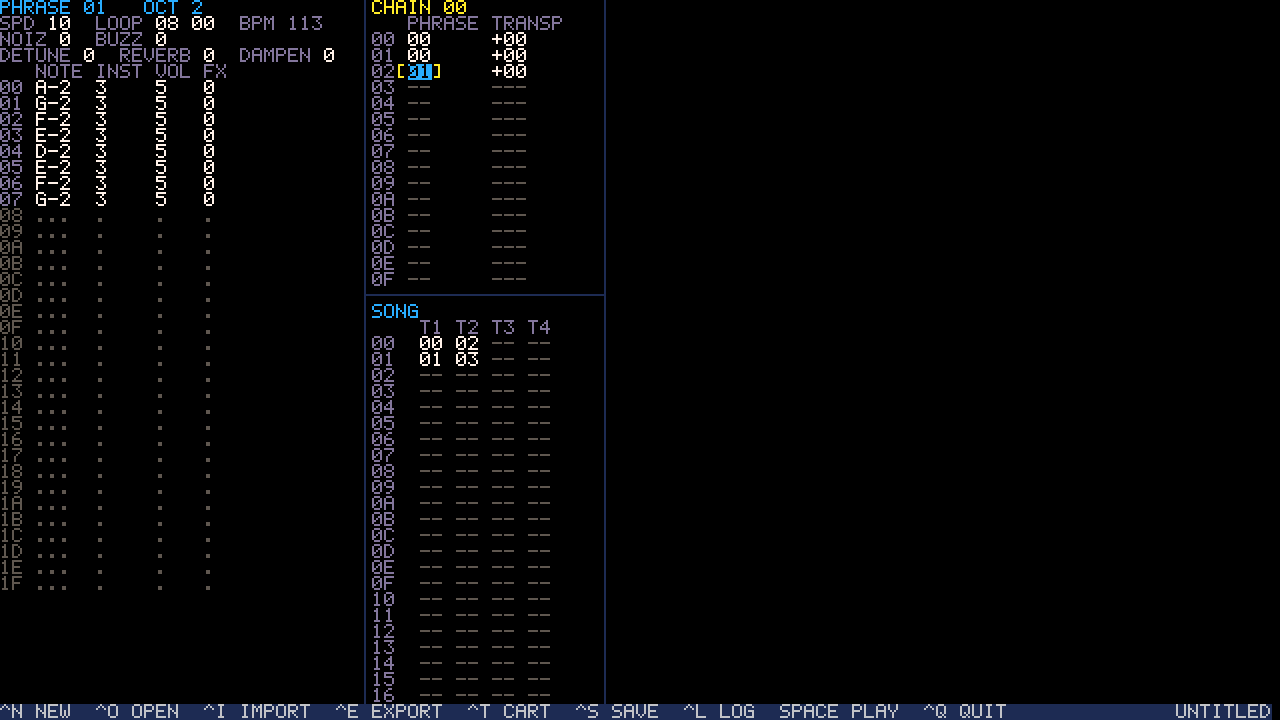 PHRASE 01 OCT 2
SPD 10 LOOP 08 00 BPM 113
NOIZ 0 BUZZ 0
DETUNE 0 REVERB 0 DAMPEN 0
NOTE INST VOL FX
00 A-2 3 5 0
01 G-2 3 5 0
02 F-2 3 5 0
03 E-2 3 5 0
04 D-2 3 5 0
05 E-2 3 5 0
06 F-2 3 5 0
07 G-2 3 5 0
08 ... . . .
09 ... . . .
0A ... . . .
0B ... . . .
0C ... . . .
0D ... . . .
0E ... . . .
0F ... . . .
10 ... . . .
11 ... . . .
12 ... . . .
13 ... . . .
14 ... . . .
15 ... . . .
16 ... . . .
17 ... . . .
18 ... . . .
19 ... . . .
1A ... . . .
1B ... . . .
1C ... . . .
1D ... . . .
1E ... . . .
1F ... . . .
CHAIN 00
PHRASE TRANSP
00 00 +00
01 00 +00
02[01] +00
03 -- ---
04 -- ---
05 -- ---
06 -- ---
07 -- ---
08 -- ---
09 -- ---
0A -- ---
0B -- ---
0C -- ---
0D -- ---
0E -- ---
0F -- ---
SONG
T1 T2 T3 T4
00 00 02 -- --
01 01 03 -- --
02 -- -- -- --
03 -- -- -- --
04 -- -- -- --
05 -- -- -- --
06 -- -- -- --
07 -- -- -- --
08 -- -- -- --
09 -- -- -- --
0A -- -- -- --
0B -- -- -- --
0C -- -- -- --
0D -- -- -- --
0E -- -- -- --
0F -- -- -- --
10 -- -- -- --
11 -- -- -- --
12 -- -- -- --
13 -- -- -- --
14 -- -- -- --
15 -- -- -- --
16 -- -- -- --
^N NEW ^O OPEN ^I IMPORT ^E EXPORT ^T CART ^S SAVE ^L LOG SPACE PLAY ^Q QUIT UNTITLED